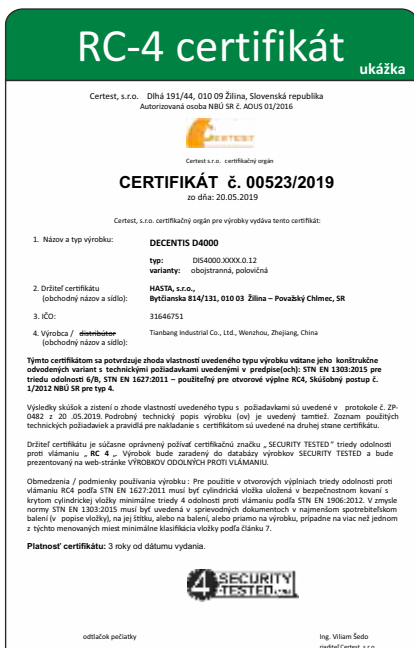 RC-4 certifikát
ukážka
Certest, s.r.o. Dlhá 191/44, 010 09 Žilina, Slovenská republika
Autorizovaná osoba NBÚ SR č. AOUS 01/2016
CERTEST
Certest s.r.o. certifikačný orgán
CERTIFIKÁT č. 00523/2019
zo dňa: 20.05.2019
Certest, s.r.o. certifikačný orgán pre výrobky vydáva tento certifikát:
1. Názov a typ výrobku: DECENTIS D4000
typ: DIS4000.XXXX.0.12
varianty: obojstranná, polovičná
2. Držiteľ certifikátu HASTA, s.r.o.,
(obchodný názov a sídlo): Bytčianska 814/131, 010 03 Žilina – Považský Chlmec, SR
3. IČO: 31646751
4. Výrobca / distribútor Tianbang Industrial Co., Ltd., Wenzhou, Zhejiang, China
(obchodný názov a sídlo):
Týmto certifikátom sa potvrdzuje zhoda vlastností uvedeného typu výrobku vrátane jeho konštrukčne
odvodených variant s technickými požiadavkami uvedenými v predpise(och): STN EN 1303:2015 pre
triedu odolnosti 6/B, STN EN 1627:2011 – použiteľný pre otvorové výplne RC4, Skúšobný postup č.
1/2012 NBÚ SR pre typ 4.
Výsledky skúšok a zistení o zhode vlastností uvedeného typu s požiadavkami sú uvedené v protokole č. ZP-
0482 z 20 .05.2019. Podrobný technický popis výrobku (ov) je uvedený tamtiež. Zoznam použitých
technických požiadaviek a pravidlá pre nakladanie s certifikátom sú uvedené na druhej strane certifikátu.
Držiteľ certifikátu je súčasne oprávnený požívať certifikačnú značku „ SECURITY TESTED“ triedy odolnosti
proti vlámaniu „ RC 4 „. Výrobok bude zaradený do databázy výrobkov SECURITY TESTED a bude
prezentovaný na web-stránke VÝROBKOV ODOLNÝCH PROTI VLÁMANIU.
Obmedzenia / podmienky používania výrobku : Pre použitie v otvorových výplniach triedy odolnosti proti
vlámaniu RC4 podľa STN EN 1627:2011 musí byť cylindrická vložka uložená v bezpečnostnom kovaní s
krytom cylindrickej vložky minimálne triedy 4 odolnosti proti vlámaniu podľa STN EN 1906:2012. V zmysle
normy STN EN 1303:2015 musí byť uvedená v sprievodných dokumentoch v najmenšom spotrebiteľskom
balení (v popise vložky), na jej štítku, alebo na balení, alebo priamo na výrobku, prípadne na viac než jednom
z týchto menovaných miest minimálne klasifikácia vložky podľa článku 7.
Platnosť certifikátu: 3 roky od dátumu vydania.
4 SECURITY
TESTED
odtlačok pečiatky Ing. Viliam Šedo
riaditeľ Certest, s.r.o.